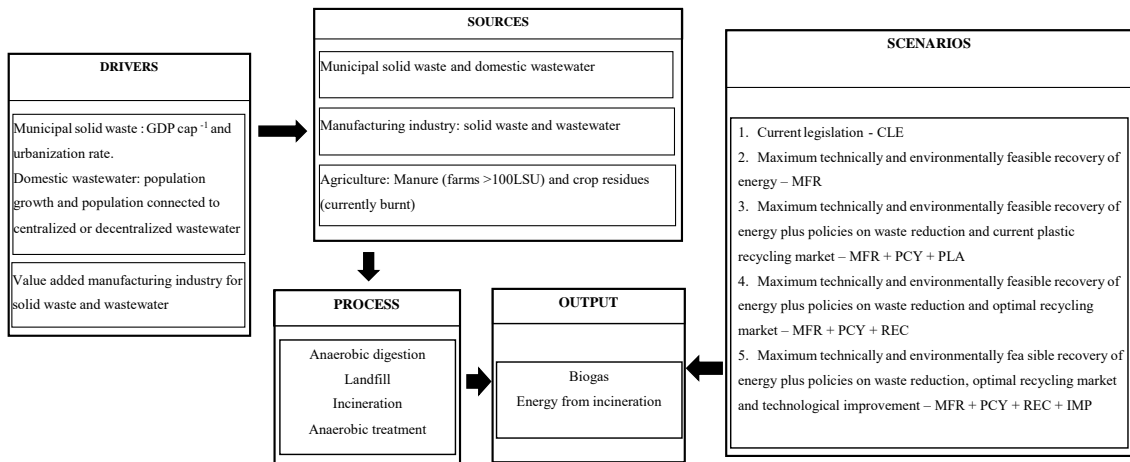 DRIVERS
Municipal solid waste : GDP cap -1 and
urbanization rate.
Domestic wastewater: population
growth and population connected to
centralized or decentralized wastewater
Value added manufacturing industry for
solid waste and wastewater
SOURCES
Municipal solid waste and domestic wastewater
Manufacturing industry: solid waste and wastewater
Agriculture: Manure (farms >100LSU) and crop residues
(currently burnt)
PROCESS
Anaerobic digestion
Landfill
Incineration
Anaerobic treatment
OUTPUT
Biogas
Energy from incineration
SCENARIOS
1. Current legislation - CLE
2. Maximum technically and environmentally feasible recovery of
energy – MFR
3. Maximum technically and environmentally feasible recovery of
energy plus policies on waste reduction and current plastic
recycling market – MFR + PCY + PLA
4. Maximum technically and environmentally feasible recovery of
energy plus policies on waste reduction and optimal recycling
market – MFR + PCY + REC
5. Maximum technically and environmentally fea sible recovery of
energy plus policies on waste reduction, optimal recycling market
and technological improvement – MFR + PCY + REC + IMP